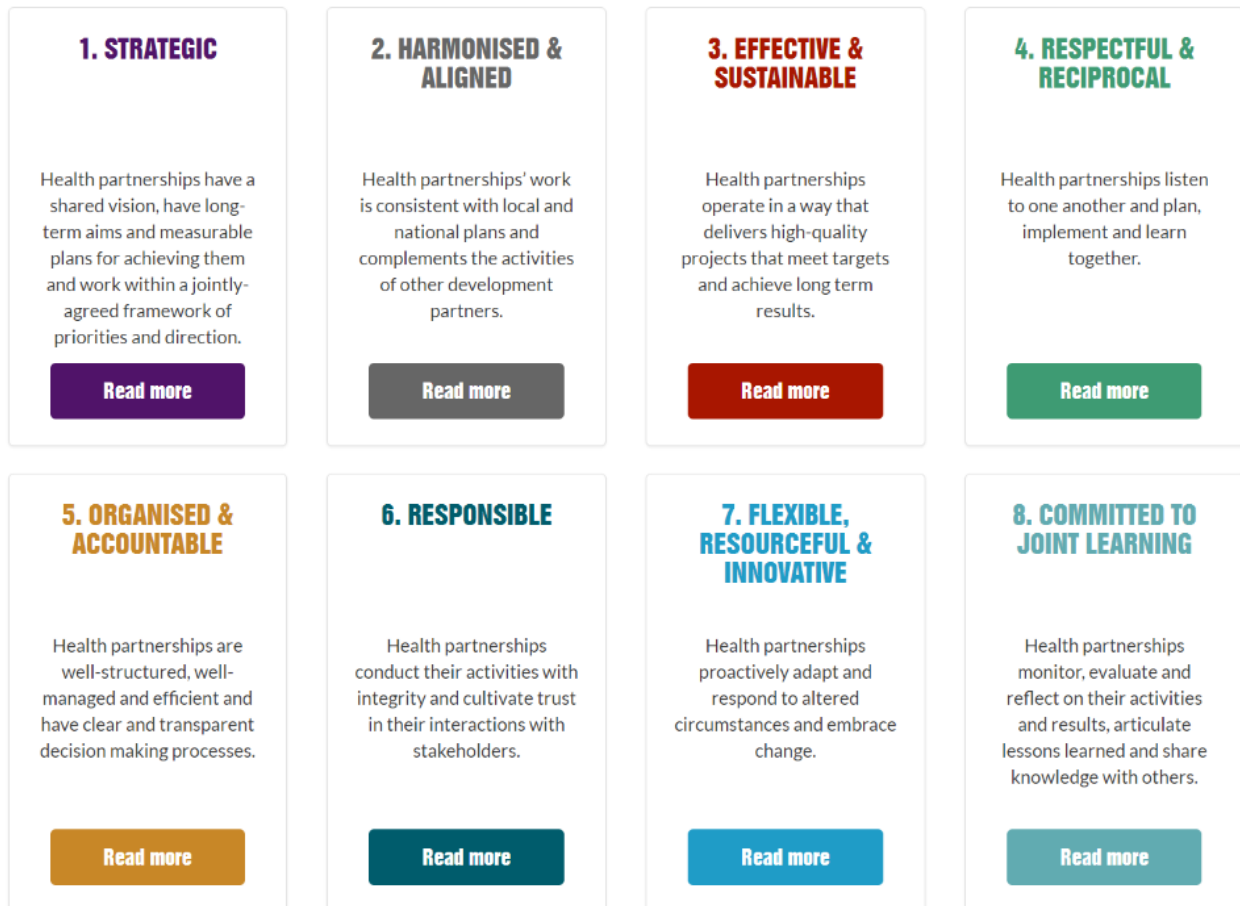 1. STRATEGIC
Health partnerships have a
shared vision, have long-
term aims and measurable
plans for achieving them
and work within a jointly-
agreed framework of
priorities and direction.
Read more
2. HARMONISED &
ALIGNED
Health partnerships' work
is consistent with local and
national plans and
complements the activities
of other development
partners.
Read more
3. EFFECTIVE &
SUSTAINABLE
Health partnerships
operate in a way that
delivers high-quality
projects that meet targets
and achieve long term
results.
Read more
4. RESPECTFUL &
RECIPROCAL
Health partnerships listen
to one another and plan,
implement and learn
together.
Read more
5. ORGANISED &
ACCOUNTABLE
Health partnerships are
well-structured, well-
managed and efficient and
have clear and transparent
decision making processes.
Read more
6. RESPONSIBLE
Health partnerships
conduct their activities with
integrity and cultivate trust
in their interactions with
stakeholders.
Read more
7. FLEXIBLE,
RESOURCEFUL &
INNOVATIVE
Health partnerships
proactively adapt and
respond to altered
circumstances and embrace
change.
Read more
8. COMMITTED TO
JOINT LEARNING
Health partnerships
monitor, evaluate and
reflect on their activities
and results, articulate
lessons learned and share
knowledge with others.
Read more